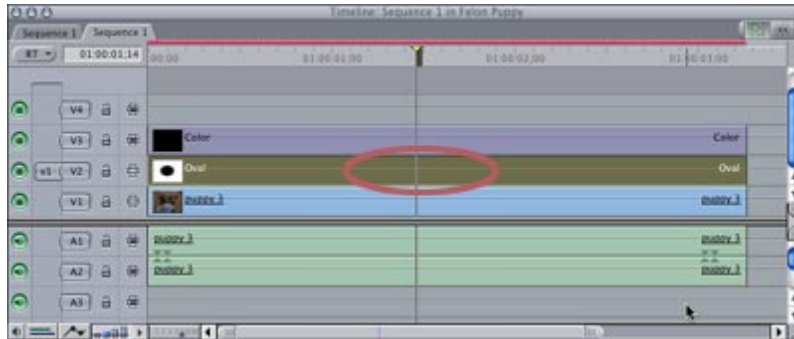 Timeline: Sequence 1 in Felon Puppy
Sequence 1 Sequence 1
RT 01:00:01;14 00:00 01:00:01:00 01:00:02:00 01:00:03:00
V4
V3 Color Color
v1 V2 Oval Oval
V1 puppy 3 puppy 3
A1 puppy 3 puppy 3
A2 puppy 3 puppy 3
A3